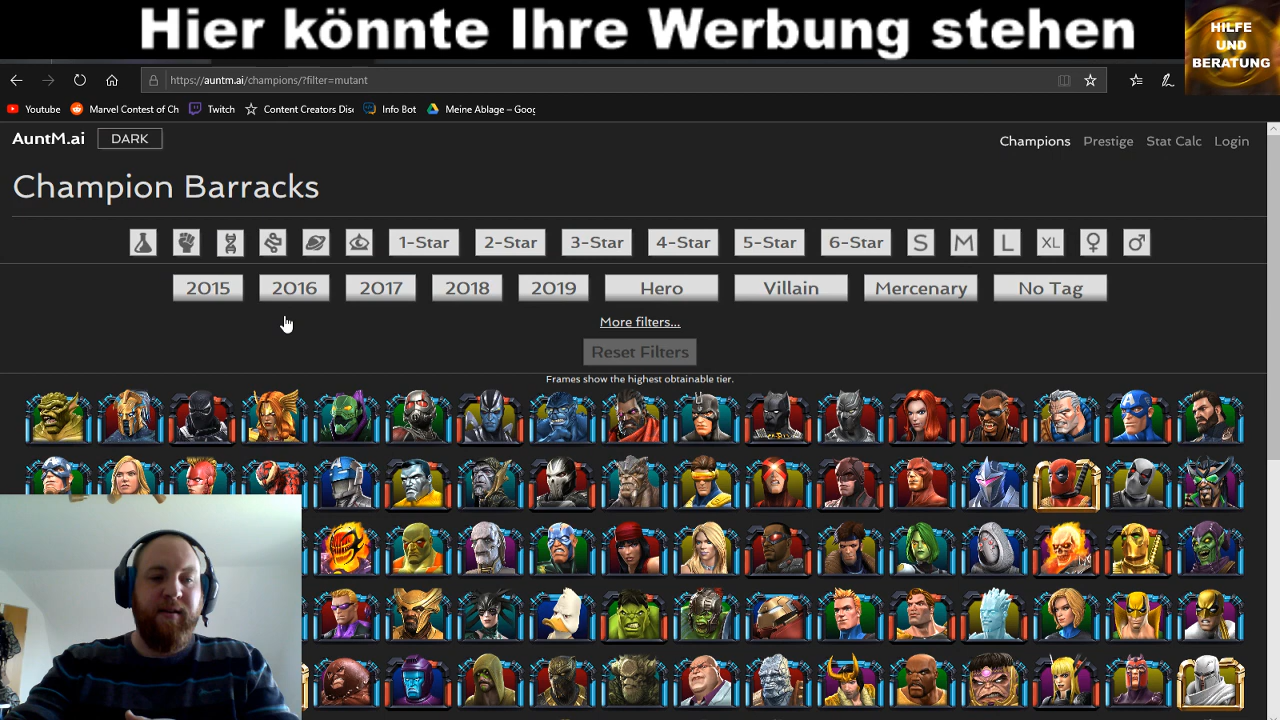 Hier könnte Ihre Werbung stehen
HILFE
UND
BERATUNG
https://auntm.ai/champions/?filter=mutant
Youtube Marvel Contest of Ch Twitch Content Creators Dis Info Bot Meine Ablage – Goog
AuntM.ai DARK Champions Prestige Stat Calc Login
Champion Barracks
1-Star 2-Star 3-Star 4-Star 5-Star 6-Star S M L XL
2015 2016 2017 2018 2019 Hero Villain Mercenary No Tag
More filters...
Reset Filters
Frames show the highest obtainable tier.